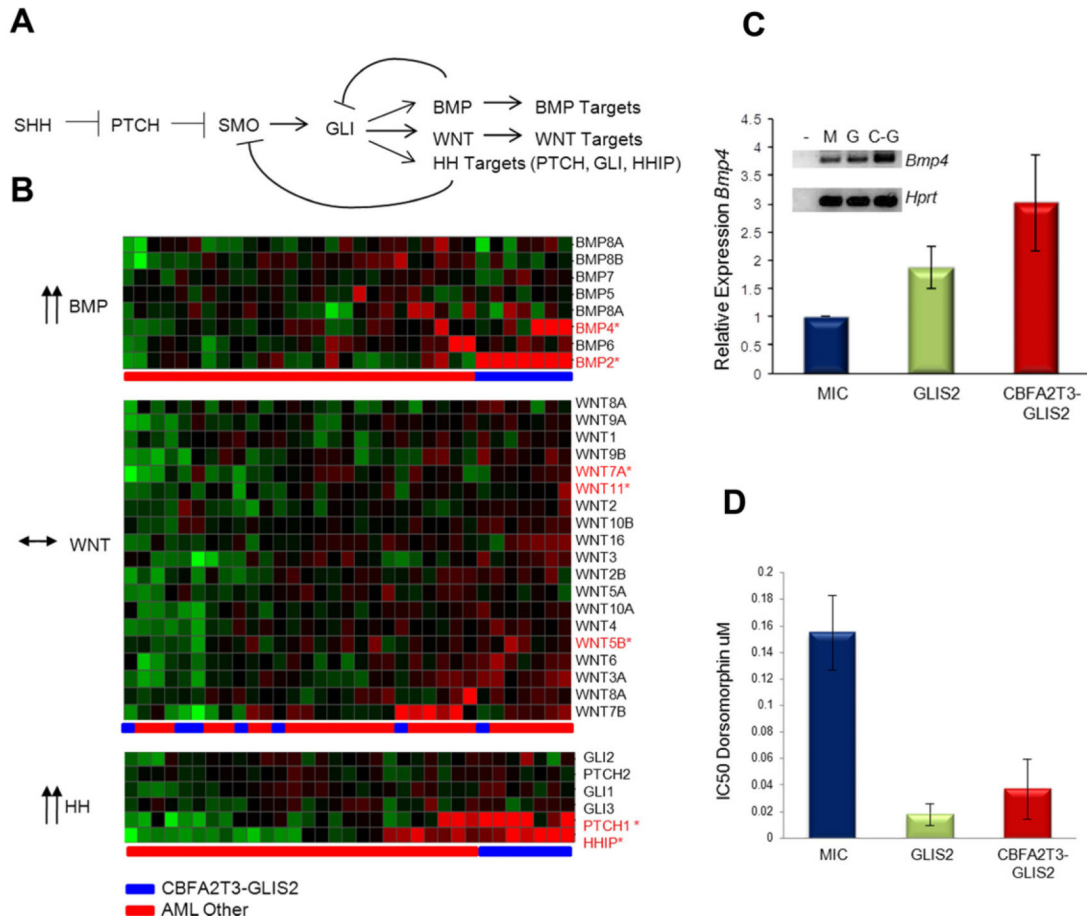 A
SHH PTCH SMO GLI BMP BMP Targets
WNT WNT Targets
HH Targets (PTCH, GLI, HHIP)
B
BMP
BMP8A
BMP8B
BMP7
BMP5
BMP8A
BMP4*
BMP6
BMP2*
WNT
WNT8A
WNT9A
WNT1
WNT9B
WNT7A*
WNT11*
WNT2
WNT10B
WNT16
WNT3
WNT2B
WNT5A
WNT10A
WNT4
WNT5B*
WNT6
WNT3A
WNT8A
WNT7B
HH
GLI2
PTCH2
GLI1
GLI3
PTCH1 *
HHIP*
CBFA2T3-GLIS2
AML Other
C
Relative Expression Bmp4
4.5
4
3.5
3
2.5
2
1.5
1
0.5
0
- M G C-G
Bmp4
Hprt
MIC
GLIS2
CBFA2T3-
GLIS2
D
IC50 Dorsomorphin uM
0.2
0.18
0.16
0.14
0.12
0.1
0.08
0.06
0.04
0.02
0
MIC
GLIS2
CBFA2T3-
GLIS2